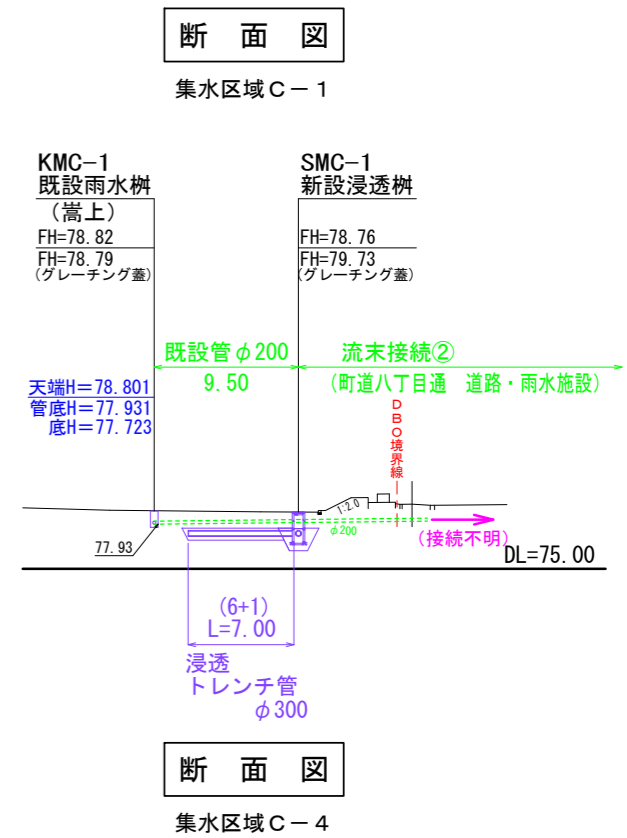 断面図
集水区域C-1
KMC-1
既設雨水桝
(嵩上)
FH=78.82
FH=78.79
(グレーチング蓋)
SMC-1
新設浸透桝
FH=78.76
FH=79.73
(グレーチング蓋)
既設管φ200
9.50
流末接続②
(町道八丁目通 道路・雨水施設)
天端H=78.801
管底H=77.931
底H=77.723
DBO境界線
1:2.0
φ200
77.93
(接続不明)
DL=75.00
(6+1)
L=7.00
浸透
トレンチ管
φ300
断面図
集水区域C-4